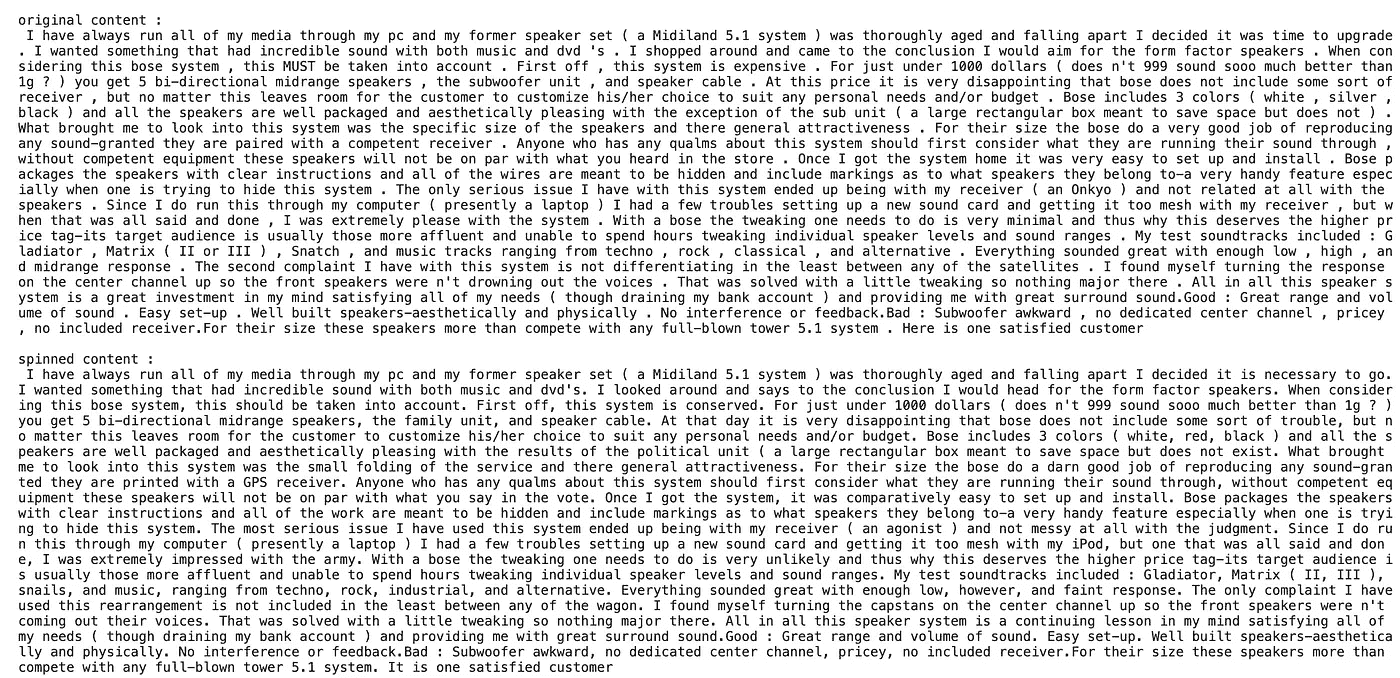 original content :
 I have always run all of my media through my pc and my former speaker set ( a Midiland 5.1 system ) was thoroughly aged and falling apart I decided it was time to upgrade
. I wanted something that had incredible sound with both music and dvd 's . I shopped around and came to the conclusion I would aim for the form factor speakers . When con
sidering this bose system , this MUST be taken into account . First off , this system is expensive . For just under 1000 dollars ( does n't 999 sound sooo much better than
1g ? ) you get 5 bi-directional midrange speakers , the subwoofer unit , and speaker cable . At this price it is very disappointing that bose does not include some sort of
receiver , but no matter this leaves room for the customer to customize his/her choice to suit any personal needs and/or budget . Bose includes 3 colors ( white , silver ,
black ) and all the speakers are well packaged and aesthetically pleasing with the exception of the sub unit ( a large rectangular box meant to save space but does not ) .
What brought me to look into this system was the specific size of the speakers and there general attractiveness . For their size the bose do a very good job of reproducing
any sound-granted they are paired with a competent receiver . Anyone who has any qualms about this system should first consider what they are running their sound through ,
without competent equipment these speakers will not be on par with what you heard in the store . Once I got the system home it was very easy to set up and install . Bose p
ackages the speakers with clear instructions and all of the wires are meant to be hidden and include markings as to what speakers they belong to—a very handy feature espec
ially when one is trying to hide this system . The only serious issue I have with this system ended up being with my receiver ( an Onkyo ) and not related at all with the
speakers . Since I do run this through my computer ( presently a laptop ) I had a few troubles setting up a new sound card and getting it too mesh with my receiver , but w
hen that was all said and done , I was extremely please with the system . With a bose the tweaking one needs to do is very minimal and thus why this deserves the higher pr
ice tag—its target audience is usually those more affluent and unable to spend hours tweaking individual speaker levels and sound ranges . My test soundtracks included : G
ladiator , Matrix ( II or III ) , Snatch , and music tracks ranging from techno , rock , classical , and alternative . Everything sounded great with enough low , high , an
d midrange response . The second complaint I have with this system is not differentiating in the least between any of the satellites . I found myself turning the response
on the center channel up so the front speakers were n't drowning out the voices . That was solved with a little tweaking so nothing major there . All in all this speaker s
ystem is a great investment in my mind satisfying all of my needs ( though draining my bank account ) and providing me with great surround sound.Good : Great range and vol
ume of sound . Easy set-up . Well built speakers-aesthetically and physically . No interference or feedback.Bad : Subwoofer awkward , no dedicated center channel , pricey
, no included receiver.For their size these speakers more than compete with any full-blown tower 5.1 system . Here is one satisfied customer
spinned content :
 I have always run all of my media through my pc and my former speaker set ( a Midiland 5.1 system ) was thoroughly aged and falling apart I decided it is necessary to go.
I wanted something that had incredible sound with both music and dvd's. I looked around and says to the conclusion I would head for the form factor speakers. When consider
ing this bose system, this should be taken into account. First off, this system is conserved. For just under 1000 dollars ( does n't 999 sound sooo much better than 1g ? )
you get 5 bi-directional midrange speakers, the family unit, and speaker cable. At that day it is very disappointing that bose does not include some sort of trouble, but n
o matter this leaves room for the customer to customize his/her choice to suit any personal needs and/or budget. Bose includes 3 colors ( white, red, black ) and all the s
peakers are well packaged and aesthetically pleasing with the results of the political unit ( a large rectangular box meant to save space but does not exist. What brought
me to look into this system was the small folding of the service and there general attractiveness. For their size the bose do a darn good job of reproducing any sound-gran
ted they are printed with a GPS receiver. Anyone who has any qualms about this system should first consider what they are running their sound through, without competent eq
uipment these speakers will not be on par with what you say in the vote. Once I got the system, it was comparatively easy to set up and install. Bose packages the speakers
with clear instructions and all of the work are meant to be hidden and include markings as to what speakers they belong to—a very handy feature especially when one is tryi
ng to hide this system. The most serious issue I have used this system ended up being with my receiver ( an agonist ) and not messy at all with the judgment. Since I do ru
n this through my computer ( presently a laptop ) I had a few troubles setting up a new sound card and getting it too mesh with my iPod, but one that was all said and don
e, I was extremely impressed with the army. With a bose the tweaking one needs to do is very unlikely and thus why this deserves the higher price tag—its target audience i
s usually those more affluent and unable to spend hours tweaking individual speaker levels and sound ranges. My test soundtracks included : Gladiator, Matrix ( II, III ),
snails, and music, ranging from techno, rock, industrial, and alternative. Everything sounded great with enough low, however, and faint response. The only complaint I have
used this rearrangement is not included in the least between any of the wagon. I found myself turning the capstans on the center channel up so the front speakers were n't
coming out their voices. That was solved with a little tweaking so nothing major there. All in all this speaker system is a continuing lesson in my mind satisfying all of
my needs ( though draining my bank account ) and providing me with great surround sound.Good : Great range and volume of sound. Easy set-up. Well built speakers-aesthetica
lly and physically. No interference or feedback.Bad : Subwoofer awkward, no dedicated center channel, pricey, no included receiver.For their size these speakers more than
compete with any full-blown tower 5.1 system. It is one satisfied customer